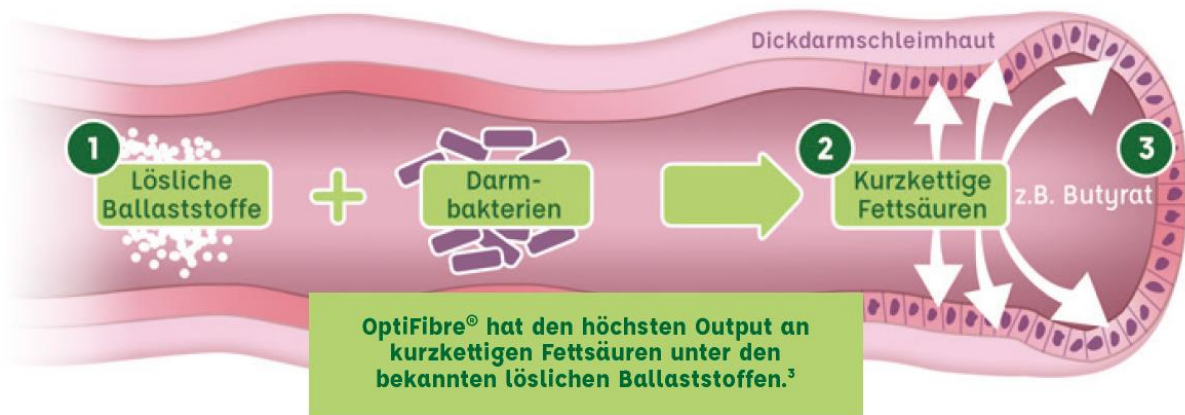 Dickdarmschleimhaut
1
Lösliche
Ballaststoffe
+
Darm-
bakterien
2
Kurzkettige
Fettsäuren
z.B. Butyrat
3
OptiFibre® hat den höchsten Output an
kurzkettigen Fettsäuren unter den
bekannten löslichen Ballaststoffen.³